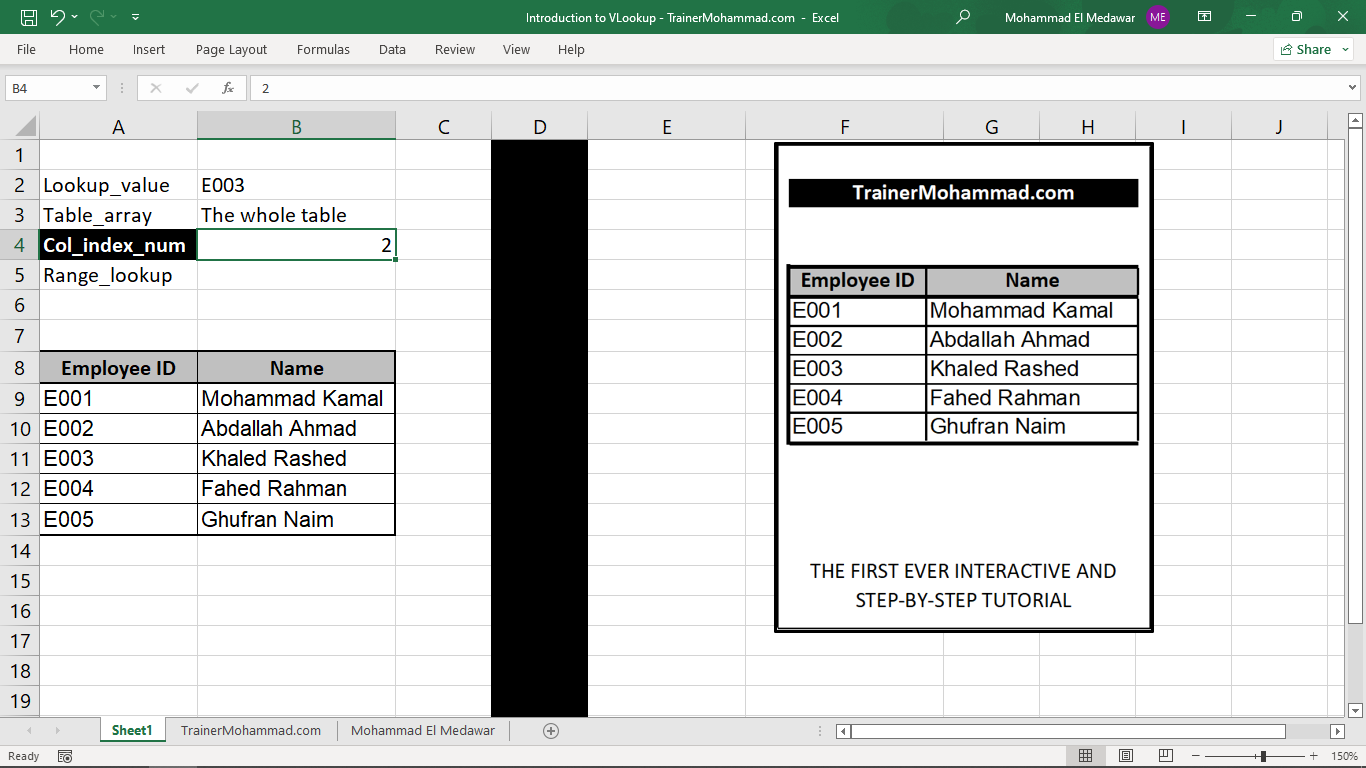 Introduction to VLookup - TrainerMohammad.com - Excel
Mohammad El Medawar ME
File Home Insert Page Layout Formulas Data Review View Help Share
B4 fx 2
A B C D E F G H I J
1
2 Lookup_value E003
3 Table_array The whole table
4 Col_index_num 2
5 Range_lookup
6
7
8 Employee ID Name
9 E001 Mohammad Kamal
10 E002 Abdallah Ahmad
11 E003 Khaled Rashed
12 E004 Fahed Rahman
13 E005 Ghufran Naim
14
15
16
17
18
19
TrainerMohammad.com
Employee ID Name
E001 Mohammad Kamal
E002 Abdallah Ahmad
E003 Khaled Rashed
E004 Fahed Rahman
E005 Ghufran Naim
THE FIRST EVER INTERACTIVE AND
STEP-BY-STEP TUTORIAL
Sheet1 TrainerMohammad.com Mohammad El Medawar
Ready 150%